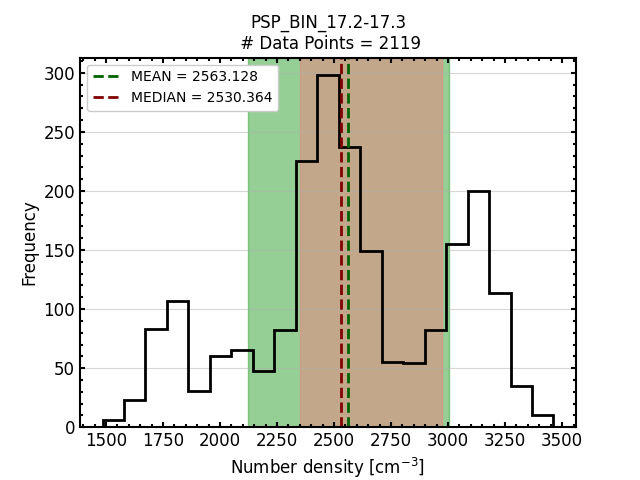 PSP_BIN_17.2-17.3
# Data Points = 2119
MEAN = 2563.128
MEDIAN = 2530.364
Frequency
300
250
200
150
100
50
0
1500 1750 2000 2250 2500 2750 3000 3250 3500
Number density [cm⁻³]